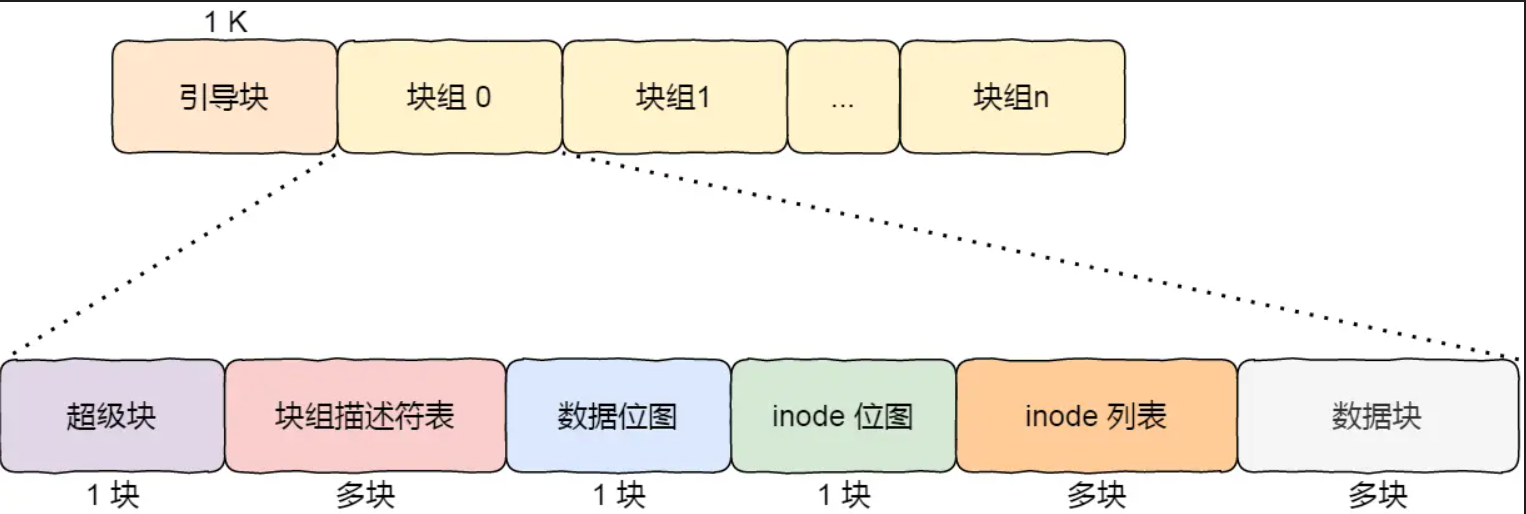 1 K
引导块
块组 0
块组1
...
块组n
超级块
块组描述符表
数据位图
inode 位图
inode 列表
数据块
1 块
多块
1 块
1 块
多块
多块